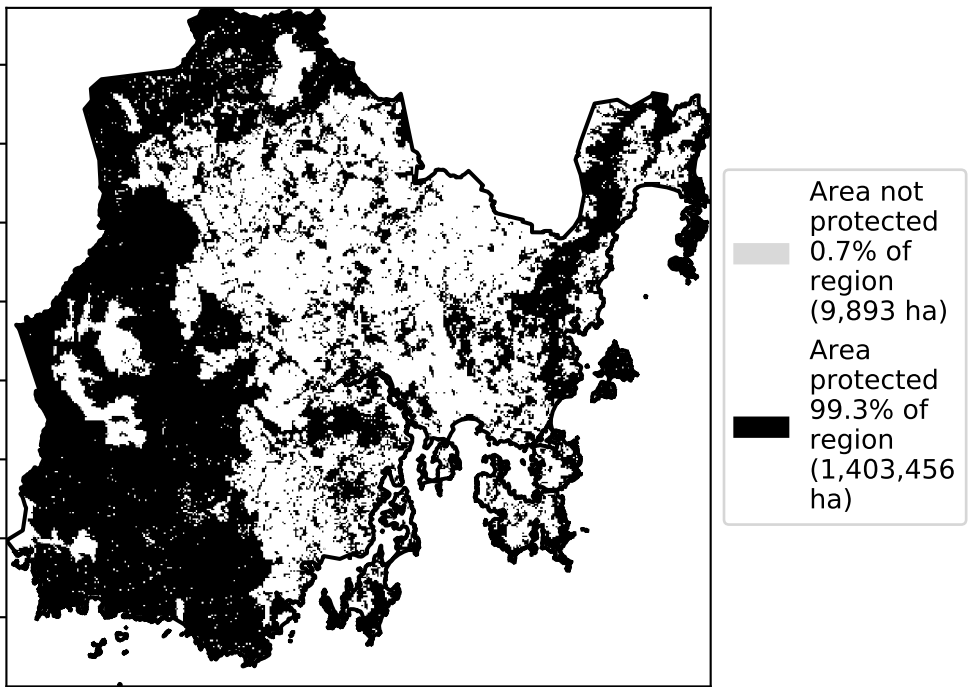 Area not
protected
0.7% of
region
(9,893 ha)
Area
protected
99.3% of
region
(1,403,456
ha)